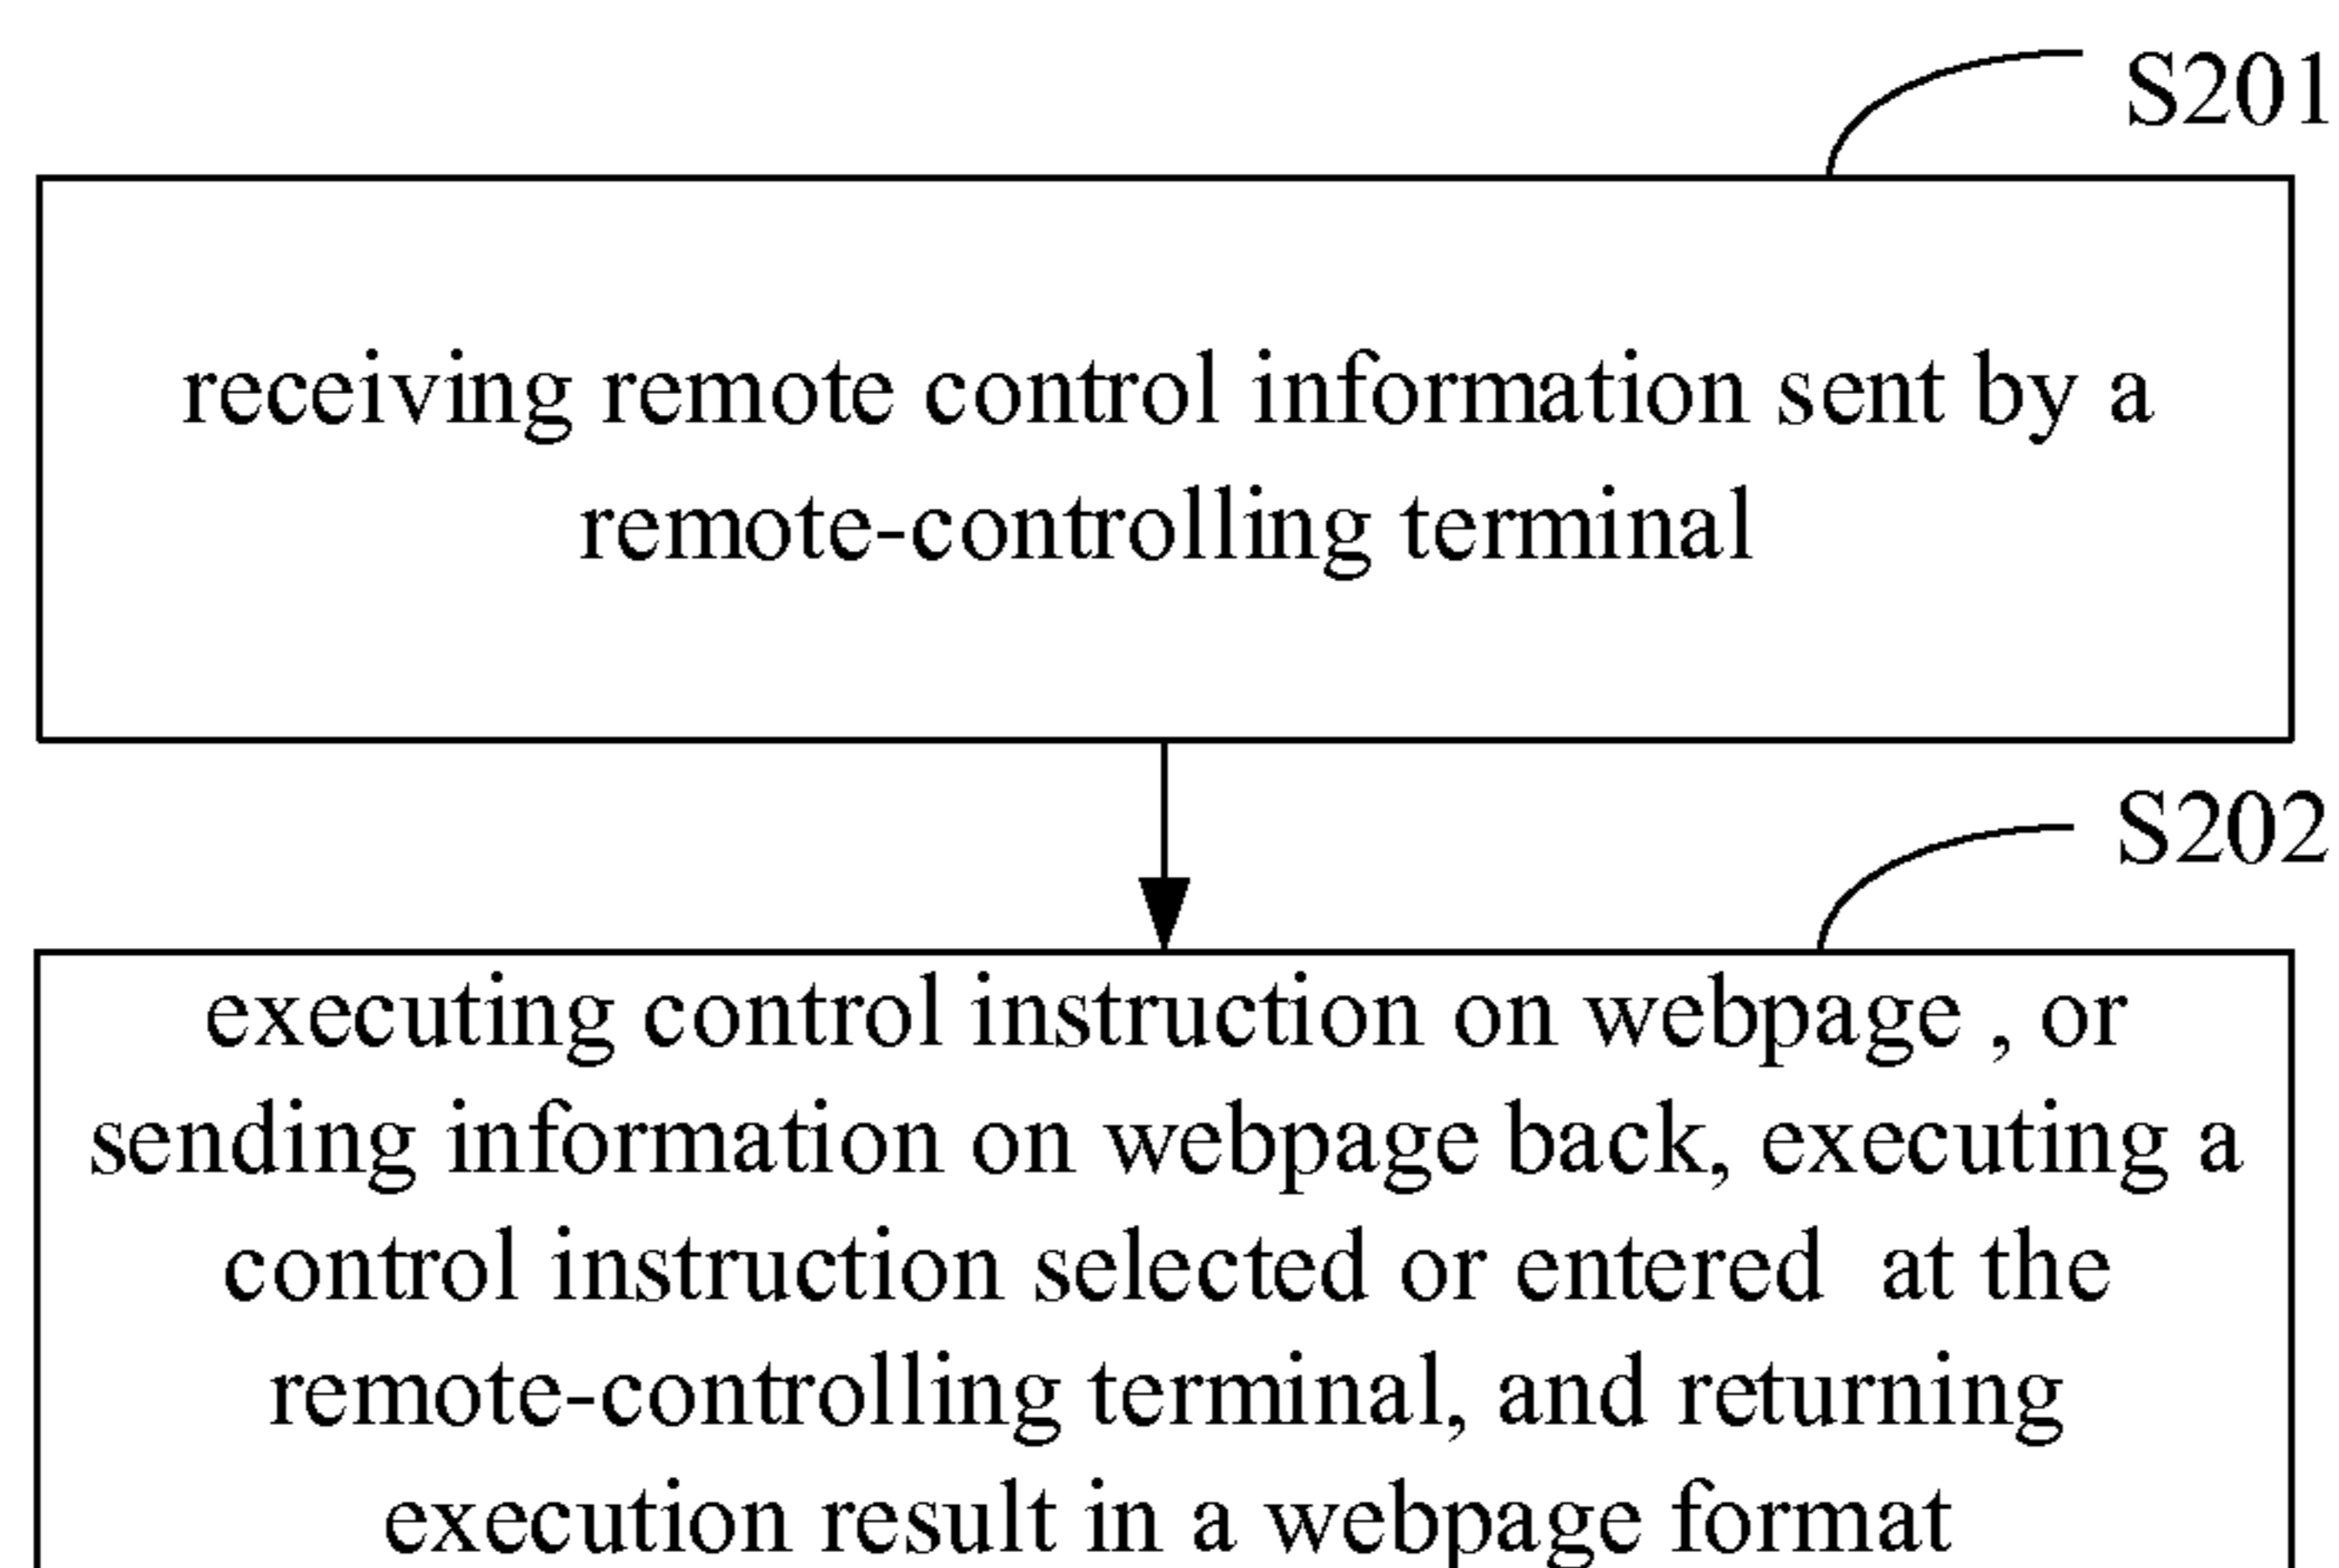 S201
receiving remote control information sent by a
remote-controlling terminal
S202
executing control instruction on webpage , or
sending information on webpage back, executing a
control instruction selected or entered  at the
remote-controlling terminal, and returning
execution result in a webpage format